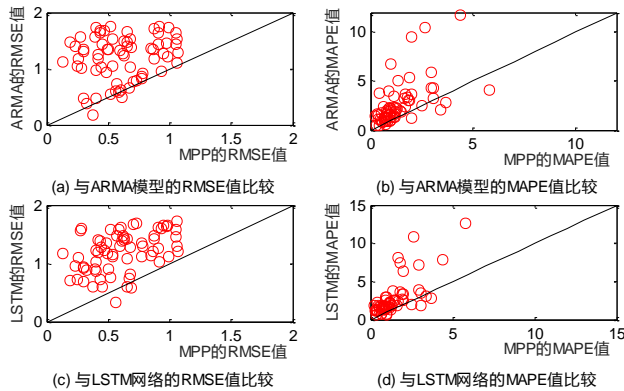 2
1
0
0
0.5
1
1.5
2
ARMA的RMSE值
MPP的RMSE值
(a) 与ARMA模型的RMSE值比较
10
5
0
0
5
10
ARMA的MAPE值
MPP的MAPE值
(b) 与ARMA模型的MAPE值比较
2
1
0
0
0.5
1
1.5
2
LSTM的RMSE值
MPP的RMSE值
(c) 与LSTM网络的RMSE值比较
15
10
5
0
0
5
10
15
LSTM的MAPE值
MPP的MAPE值
(d) 与LSTM网络的MAPE值比较